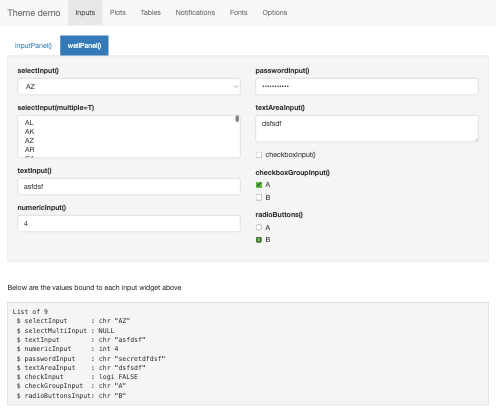 Theme demo Inputs Plots Tables Notifications Fonts Options
inputPanel() wellPanel()
selectInput()
AZ
selectInput(multiple=T)
AL
AK
AZ
AR
CA
textInput()
asfdsf
numericInput()
4
passwordInput()
•••••••••••
textAreaInput()
dsfsdf
checkboxInput()
checkboxGroupInput()
A
B
radioButtons()
A
B
Below are the values bound to each input widget above
List of 9
$ selectInput : chr "AZ"
$ selectMultiInput : NULL
$ textInput : chr "asfdsf"
$ numericInput : int 4
$ passwordInput : chr "secretdfdsf"
$ textAreaInput : chr "dsfsdf"
$ checkInput : logi FALSE
$ checkGroupInput : chr "A"
$ radioButtonsInput: chr "B"